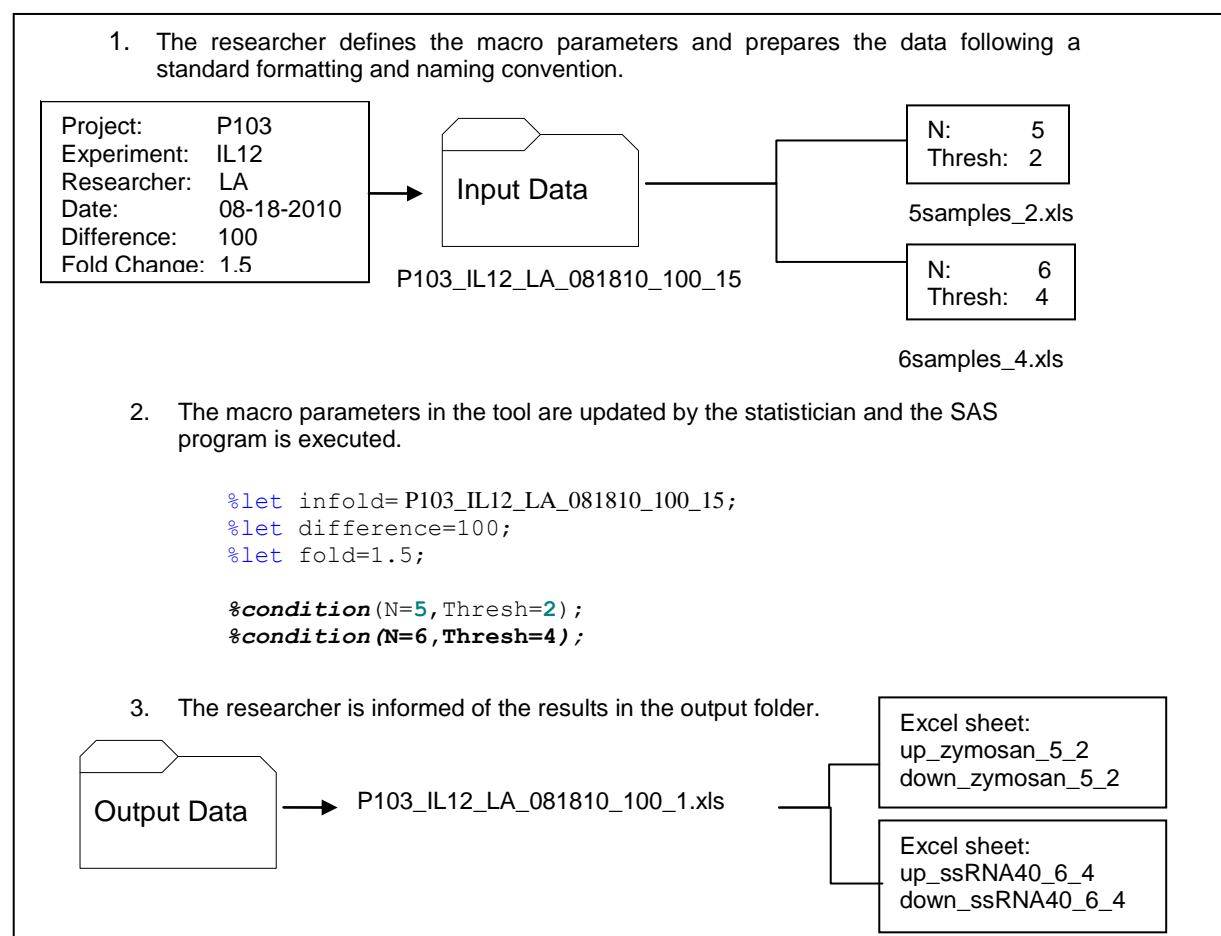 1. The researcher defines the macro parameters and prepares the data following a
standard formatting and naming convention.
Project: P103
Experiment: IL12
Researcher: LA
Date: 08-18-2010
Difference: 100
Fold Change: 1.5
Input Data
P103_IL12_LA_081810_100_15
N: 5
Thresh: 2
5samples_2.xls
N: 6
Thresh: 4
6samples_4.xls
2. The macro parameters in the tool are updated by the statistician and the SAS
program is executed.
%let infold= P103_IL12_LA_081810_100_15;
%let difference=100;
%let fold=1.5;
%condition(N=5,Thresh=2);
%condition(N=6,Thresh=4);
3. The researcher is informed of the results in the output folder.
Output Data
P103_IL12_LA_081810_100_1.xls
Excel sheet:
up_zymosan_5_2
down_zymosan_5_2
Excel sheet:
up_ssRNA40_6_4
down_ssRNA40_6_4